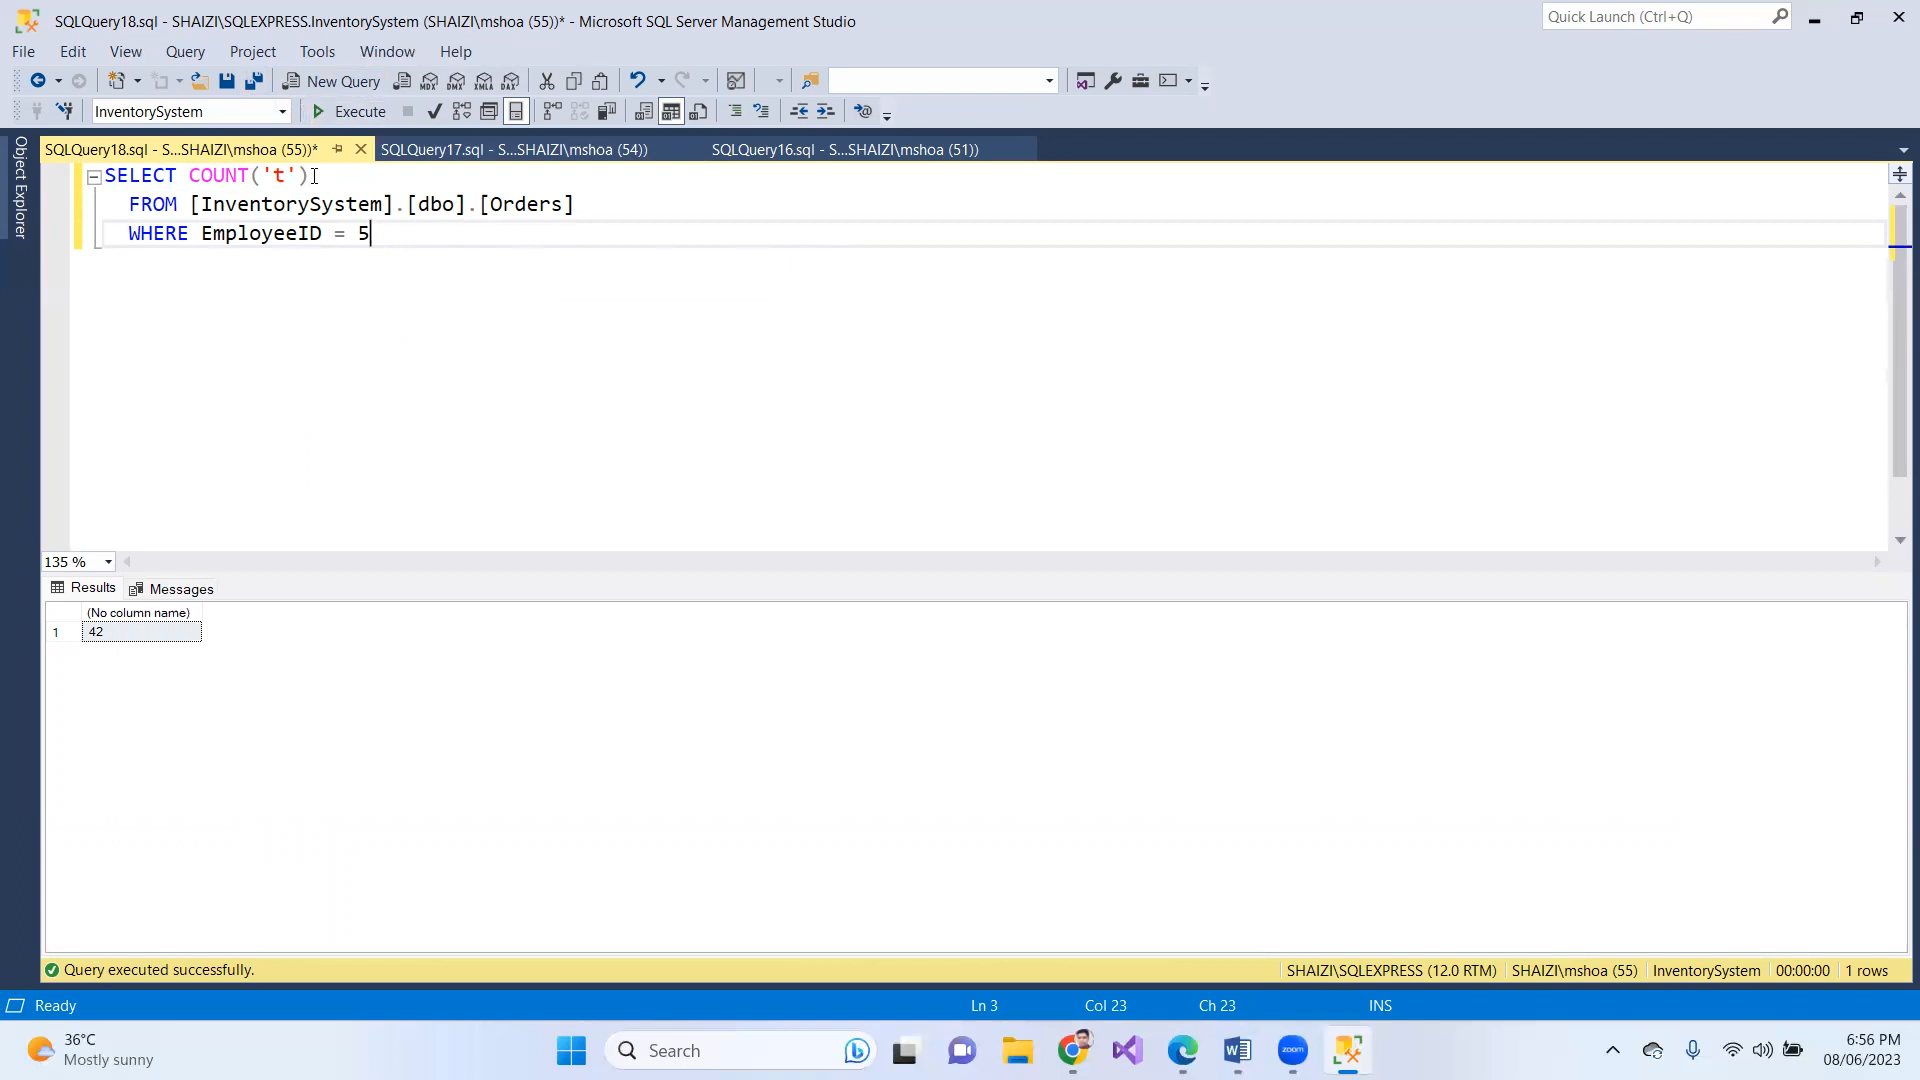 SQLQuery18.sql - SHAIZI\SQLEXPRESS.InventorySystem (SHAIZI\mshoa (55))* - Microsoft SQL Server Management Studio
Quick Launch (Ctrl+Q)
File Edit View Query Project Tools Window Help
New Query MDX DMX XMLA DAX
InventorySystem Execute
Object Explorer
SQLQuery18.sql - S...SHAIZI\mshoa (55))* SQLQuery17.sql - S...SHAIZI\mshoa (54)) SQLQuery16.sql - S...SHAIZI\mshoa (51))
SELECT COUNT('t')
FROM [InventorySystem].[dbo].[Orders]
WHERE EmployeeID = 5
135 %
Results Messages
(No column name)
1 42
Query executed successfully. SHAIZI\SQLEXPRESS (12.0 RTM) SHAIZI\mshoa (55) InventorySystem 00:00:00 1 rows
Ready Ln 3 Col 23 Ch 23 INS
36°C
Mostly sunny
Search
zoom
6:56 PM
08/06/2023